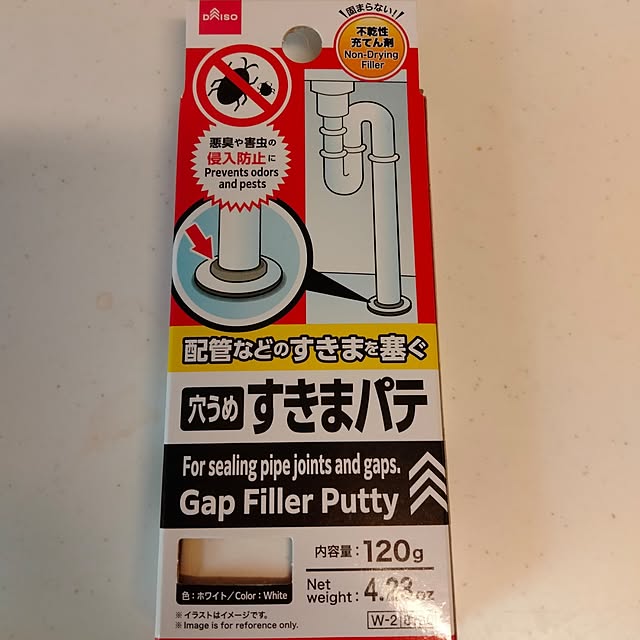 DAISO
固まらない!
不乾性
充てん剤
Non-Drying
Filler
悪臭や害虫の
侵入防止に
Prevents odors
and pests
配管などのすきまを塞ぐ
穴うめ すきまパテ
For sealing pipe joints and gaps.
Gap Filler Putty
内容量:120g
Net
weight: 4.23 oz
色:ホワイト/Color:White
※イラストはイメージです。
※Image is for reference only.
W-2